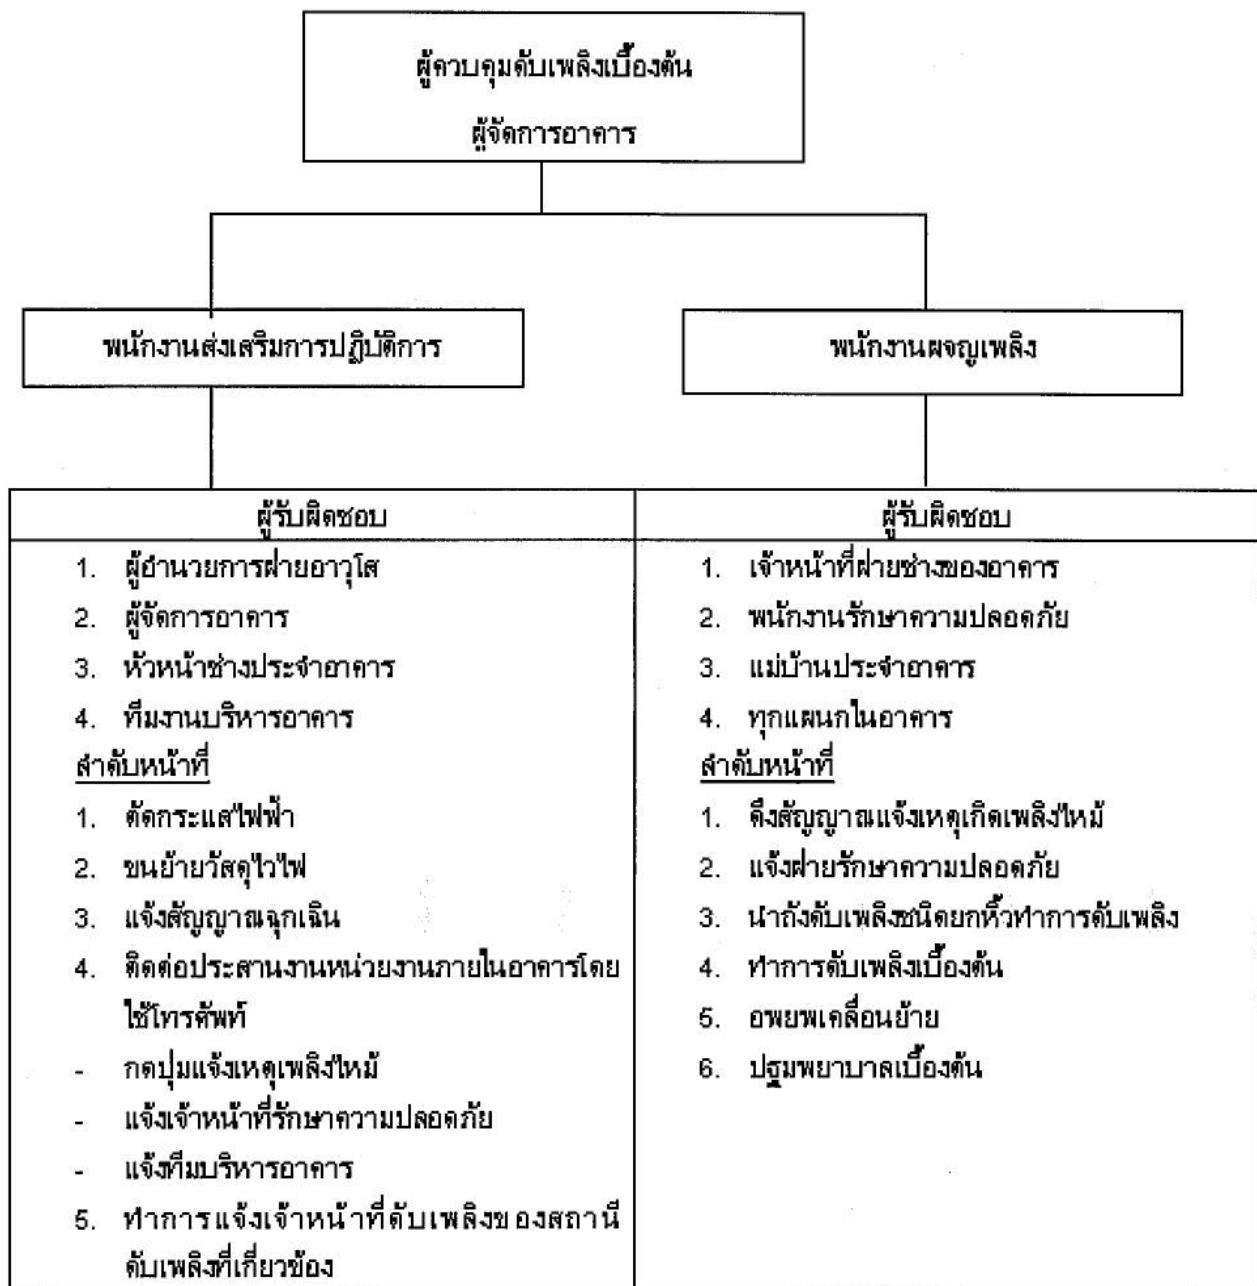 ผู้ควบคุมดับเพลิงเบื้องต้น
ผู้จัดการอาคาร
พนักงานส่งเสริมการปฏิบัติการ
พนักงานผจญเพลิง
ผู้รับผิดชอบ
1. ผู้อำนวยการฝ่ายอาวุโส
2. ผู้จัดการอาคาร
3. หัวหน้าช่างประจำอาคาร
4. ทีมงานบริหารอาคาร
ลำดับหน้าที่
1. ตัดกระแสไฟฟ้า
2. ขนย้ายวัสดุไวไฟ
3. แจ้งสัญญาณฉุกเฉิน
4. ติดต่อประสานงานหน่วยงานภายในอาคารโดย
ใช้โทรศัพท์
- กดปุ่มแจ้งเหตุเพลิงไหม้
- แจ้งเจ้าหน้าที่รักษาความปลอดภัย
- แจ้งทีมบริหารอาคาร
5. ทำการแจ้งเจ้าหน้าที่ดับเพลิงของสถานี
ดับเพลิงที่เกี่ยวข้อง
ผู้รับผิดชอบ
1. เจ้าหน้าที่ฝ่ายช่างของอาคาร
2. พนักงานรักษาความปลอดภัย
3. แม่บ้านประจำอาคาร
4. ทุกแผนกในอาคาร
ลำดับหน้าที่
1. ดึงสัญญาณแจ้งเหตุเกิดเพลิงไหม้
2. แจ้งฝ่ายรักษาความปลอดภัย
3. นำถังดับเพลิงชนิดยกหิ้วทำการดับเพลิง
4. ทำการดับเพลิงเบื้องต้น
5. อพยพเคลื่อนย้าย
6. ปฐมพยาบาลเบื้องต้น